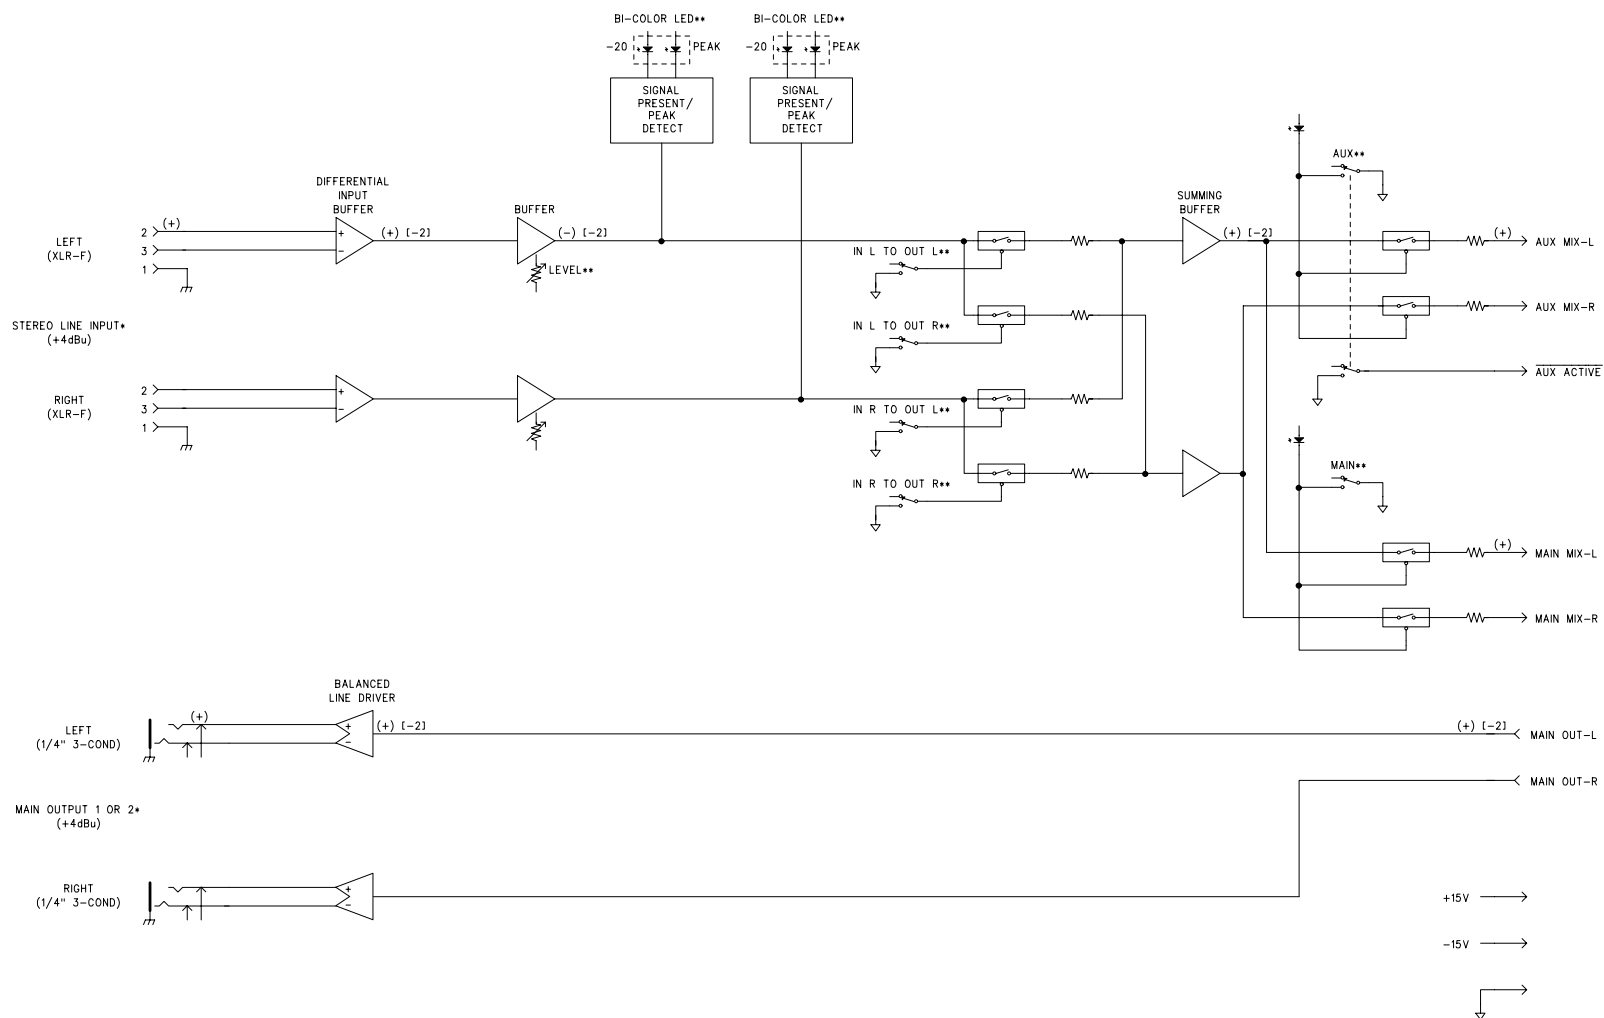 BI-COLOR LED**
BI-COLOR LED**
-20
PEAK
-20
PEAK
SIGNAL
PRESENT/
PEAK
DETECT
SIGNAL
PRESENT/
PEAK
DETECT
AUX**
DIFFERENTIAL
INPUT
BUFFER
BUFFER
SUMMING
BUFFER
LEFT
(XLR-F)
2
(+)
3
1
+
-
(+) [-2]
(-) [-2]
LEVEL**
IN L TO OUT L**
(+) [-2]
(+)
AUX MIX-L
AUX MIX-R
STEREO LINE INPUT*
(+4dBu)
IN L TO OUT R**
AUX ACTIVE
RIGHT
(XLR-F)
2
3
1
+
-
IN R TO OUT L**
IN R TO OUT R**
MAIN**
(+)
MAIN MIX-L
MAIN MIX-R
BALANCED
LINE DRIVER
LEFT
(1/4" 3-COND)
(+)
+
-
(+) [-2]
(+) [-2]
MAIN OUT-L
MAIN OUT-R
MAIN OUTPUT 1 OR 2*
(+4dBu)
RIGHT
(1/4" 3-COND)
+
-
+15V
-15V